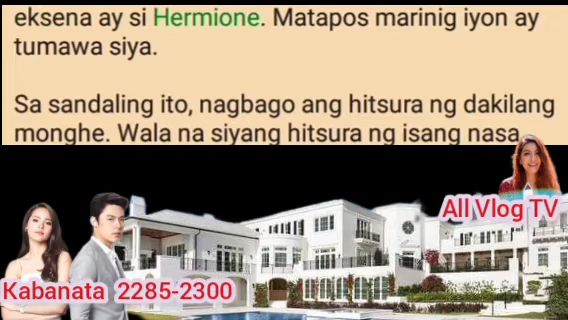 eksena ay si Hermione. Matapos marinig iyon ay
tumawa siya.
Sa sandaling ito, nagbago ang hitsura ng dakilang
monghe. Wala na siyang hitsura ng isang nasa
All Vlog TV
Kabanata 2285-2300